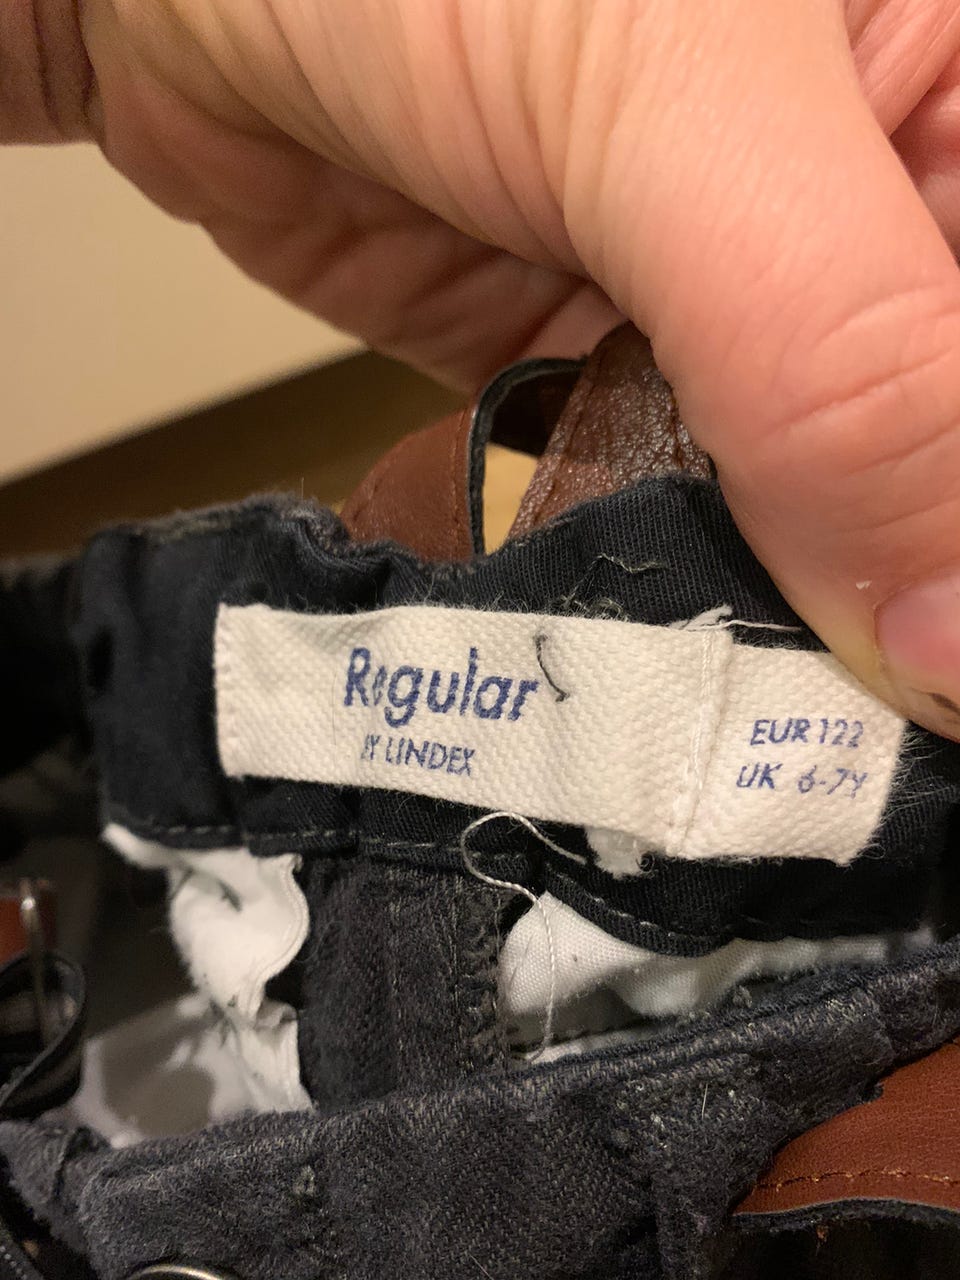 Regular
BY LINDEX
EUR 122
UK 6-7Y